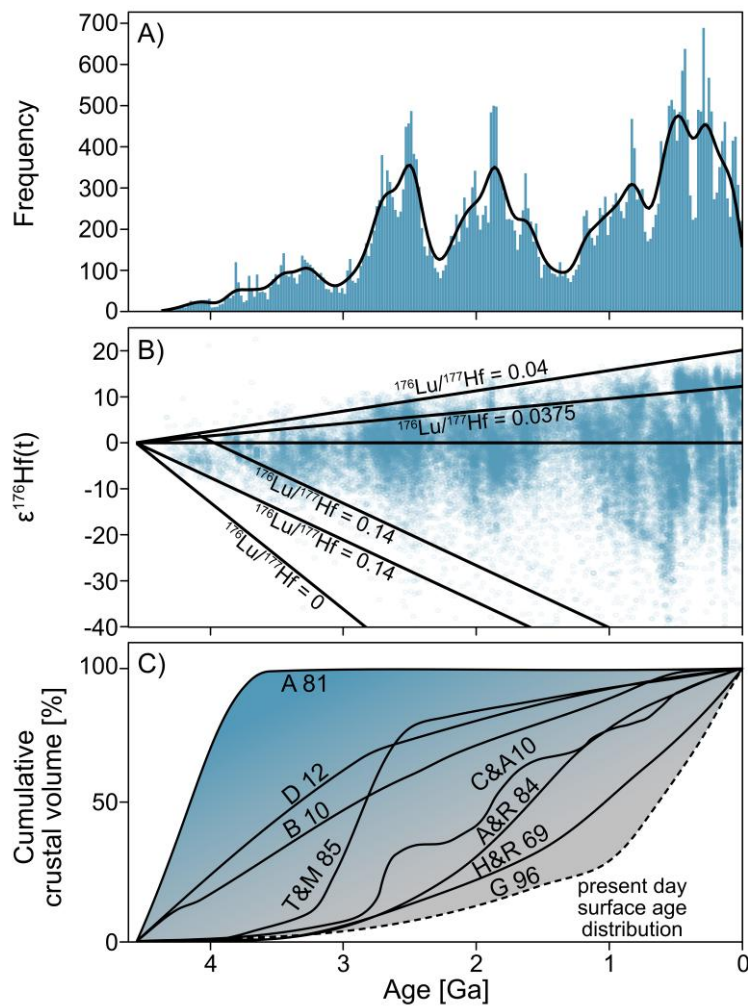 A)
Frequency
700
600
500
400
300
200
100
0
B)
ε¹⁷⁶Hf(t)
20
10
0
-10
-20
-30
-40
¹⁷⁶Lu/¹⁷⁷Hf = 0.04
¹⁷⁶Lu/¹⁷⁷Hf = 0.0375
¹⁷⁶Lu/¹⁷⁷Hf = 0.14
¹⁷⁶Lu/¹⁷⁷Hf = 0.14
¹⁷⁶Lu/¹⁷⁷Hf = 0
C)
Cumulative
crustal volume [%]
100
50
0
A 81
D 12
B 10
T&M 85
C&A10
A&R 84
H&R 69
G 96
present day
surface age
distribution
4
3
2
1
0
Age [Ga]